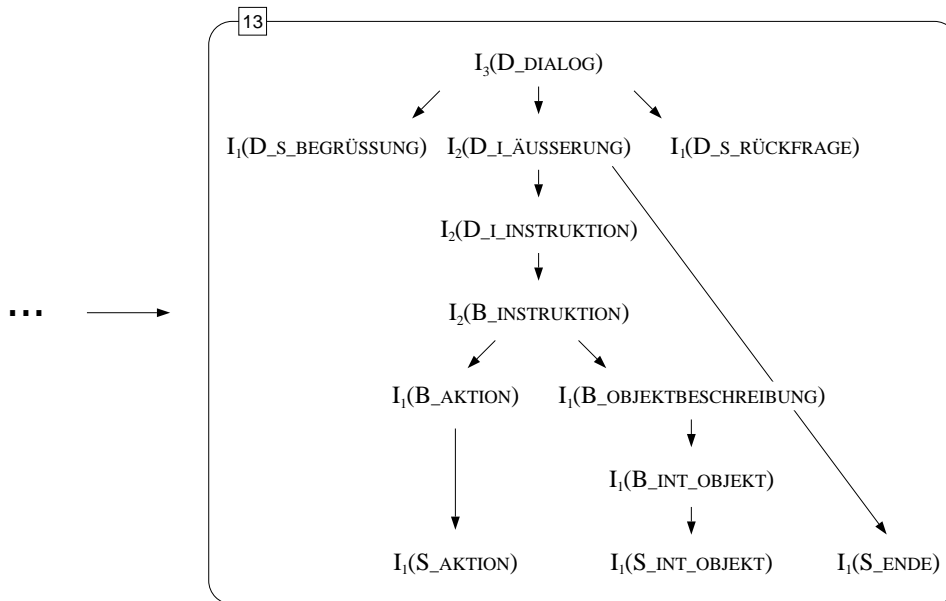 13
I₃(D_DIALOG)
I₁(D_S_BEGRÜSSUNG) I₂(D_I_ÄUSSERUNG) I₁(D_S_RÜCKFRAGE)
I₂(D_I_INSTRUKTION)
... I₂(B_INSTRUKTION)
I₁(B_AKTION) I₁(B_OBJEKTBESCHREIBUNG)
I₁(B_INT_OBJEKT)
I₁(S_AKTION) I₁(S_INT_OBJEKT) I₁(S_ENDE)